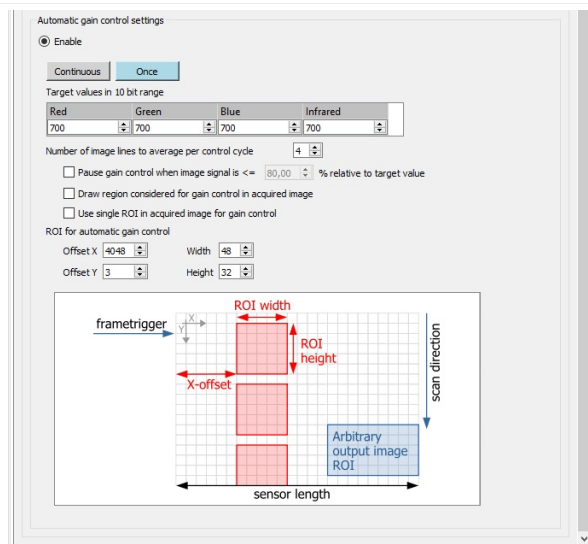 Automatic gain control settings
Enable
Continuous Once
Target values in 10 bit range
Red Green Blue Infrared
700 700 700 700
Number of image lines to average per control cycle 4
Pause gain control when image signal is <= 80,00 % relative to target value
Draw region considered for gain control in acquired image
Use single ROI in acquired image for gain control
ROI for automatic gain control
Offset X 4048 Width 48
Offset Y 3 Height 32
ROI width
frametrigger
X
Y
ROI
height
X-offset
scan direction
Arbitrary
output image
ROI
sensor length